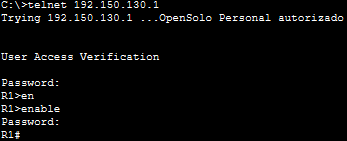 C:\>telnet 192.150.130.1
Trying 192.150.130.1 ...OpenSolo Personal autorizado
User Access Verification
Password:
R1>en
R1>enable
Password:
R1#